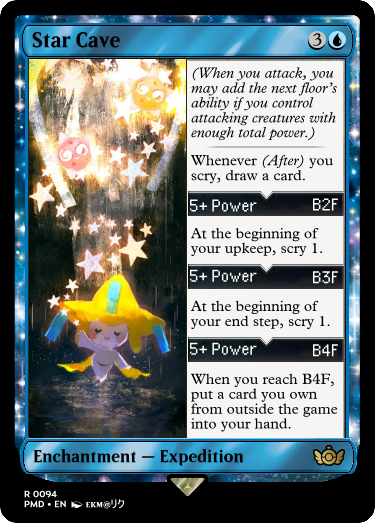 Star Cave
3
(When you attack, you
may add the next floor's
ability if you control
attacking creatures with
enough total power.)
Whenever (After) you
scry, draw a card.
5+ Power B2F
At the beginning of
your upkeep, scry 1.
5+ Power B3F
At the beginning of
your end step, scry 1.
5+ Power B4F
When you reach B4F,
put a card you own
from outside the game
into your hand.
Enchantment — Expedition
R 0094
PMD • EN EKM@リク